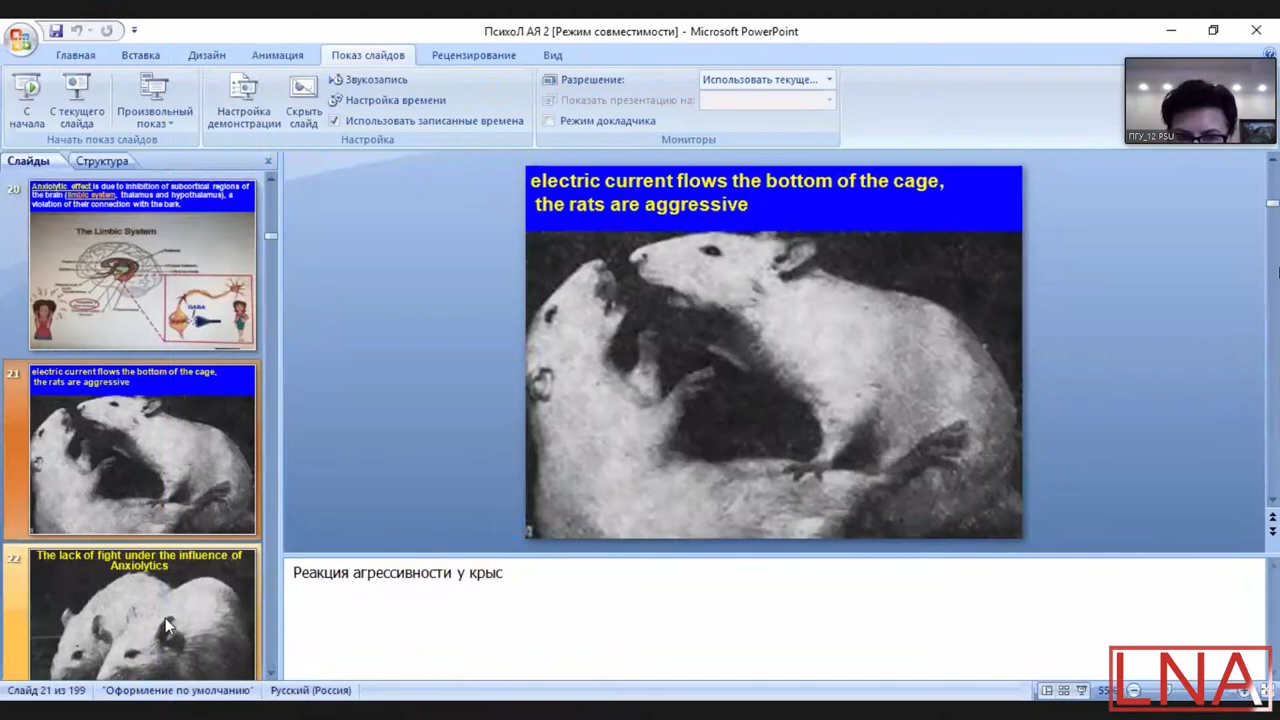 ПсихоЛ АЯ 2 [Режим совместимости] - Microsoft PowerPoint
Главная
Вставка
Дизайн
Анимация
Показ слайдов
Рецензирование
Вид
С начала
С текущего слайда
Произвольный показ
Начать показ слайдов
Настройка демонстрации
Скрыть слайд
Звукозапись
Настройка времени
Использовать записанные времена
Настройка
Разрешение:
Использовать текуще...
Показать презентацию на:
Режим докладчика
Мониторы
ПГУ_12 PSU
Слайды
Структура
20
Anxiolytic effect is due to inhibition of subcortical regions of
the brain (limbic system, thalamus and hypothalamus), a
violation of their connection with the bark.
The Limbic System
GABA
21
electric current flows the bottom of the cage,
the rats are aggressive
22
The lack of fight under the influence of
Anxiolytics
electric current flows the bottom of the cage,
the rats are aggressive
Реакция агрессивности у крыс
Слайд 21 из 199
"Оформление по умолчанию"
Русский (Россия)
LNA